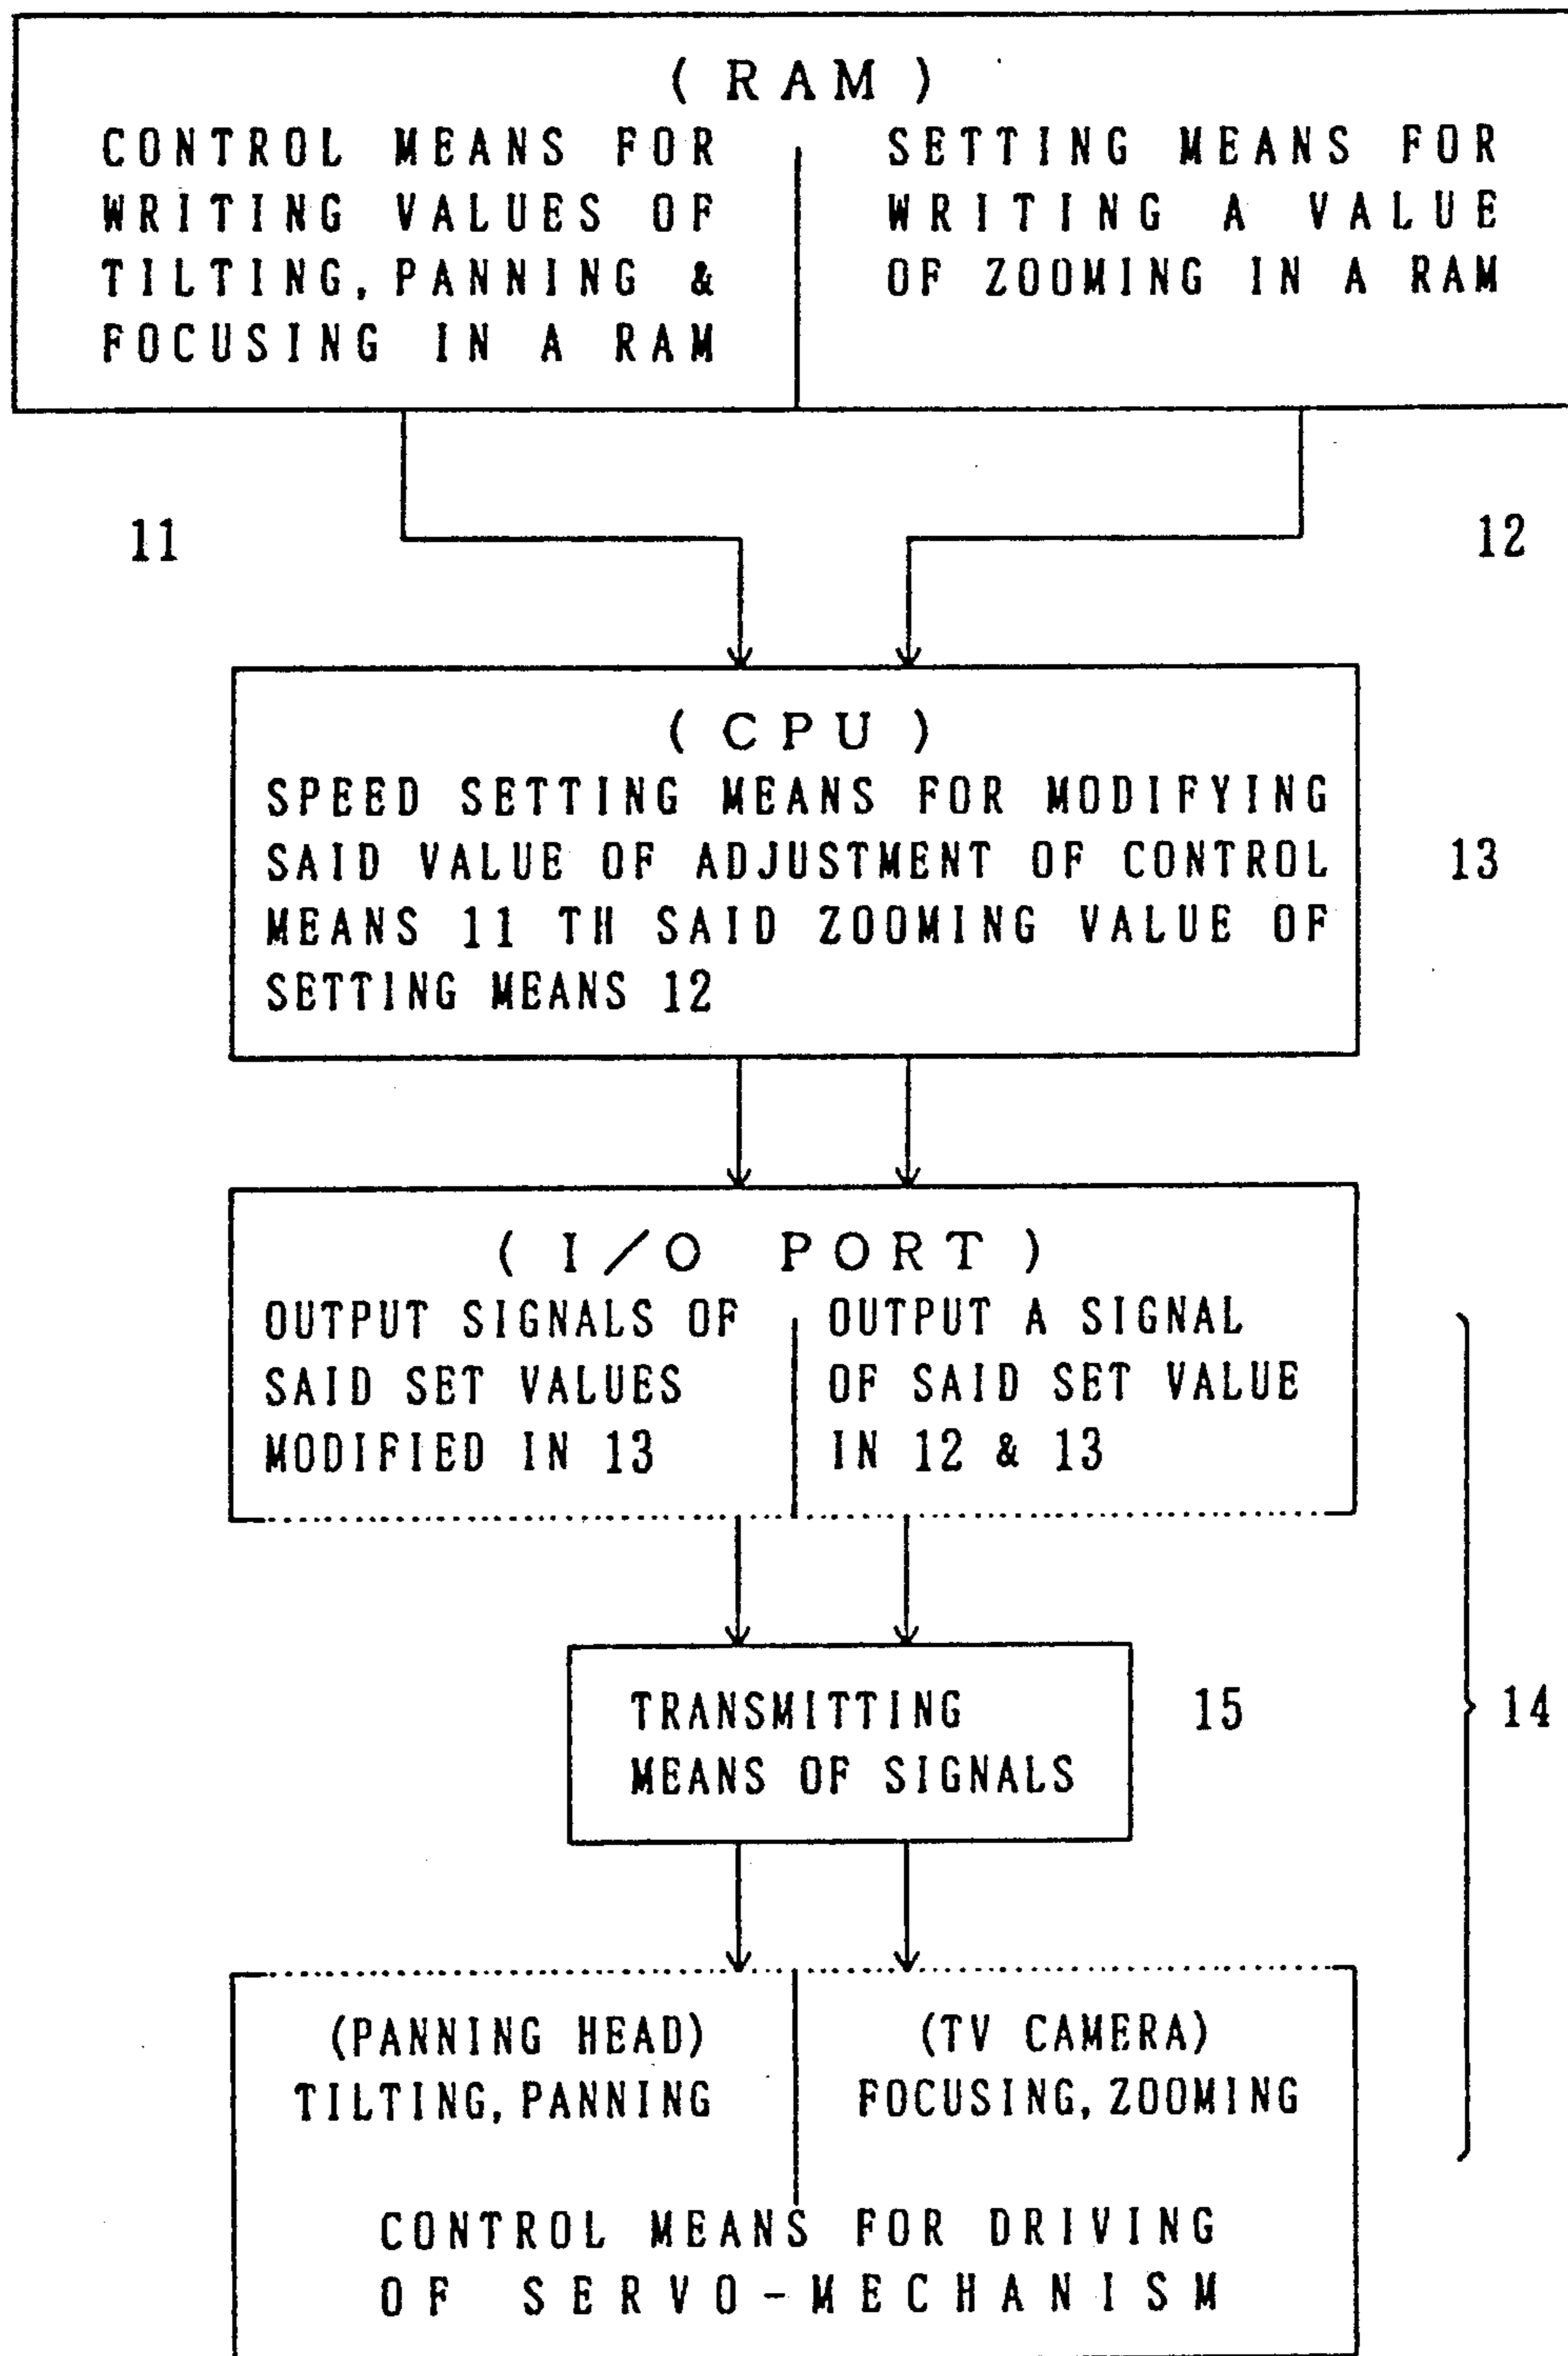 ( RAM )
CONTROL MEANS FOR
WRITING VALUES OF
TILTING, PANNING &
FOCUSING IN A RAM
SETTING MEANS FOR
WRITING A VALUE
OF ZOOMING IN A RAM
11
12
( CPU )
SPEED SETTING MEANS FOR MODIFYING
SAID VALUE OF ADJUSTMENT OF CONTROL
MEANS 11 TH SAID ZOOMING VALUE OF
SETTING MEANS 12
13
( I/O PORT )
OUTPUT SIGNALS OF
SAID SET VALUES
MODIFIED IN 13
OUTPUT A SIGNAL
OF SAID SET VALUE
IN 12 & 13
TRANSMITTING
MEANS OF SIGNALS
15
14
(PANNING HEAD)
TILTING, PANNING
(TV CAMERA)
FOCUSING, ZOOMING
CONTROL MEANS FOR DRIVING
OF SERVO-MECHANISM